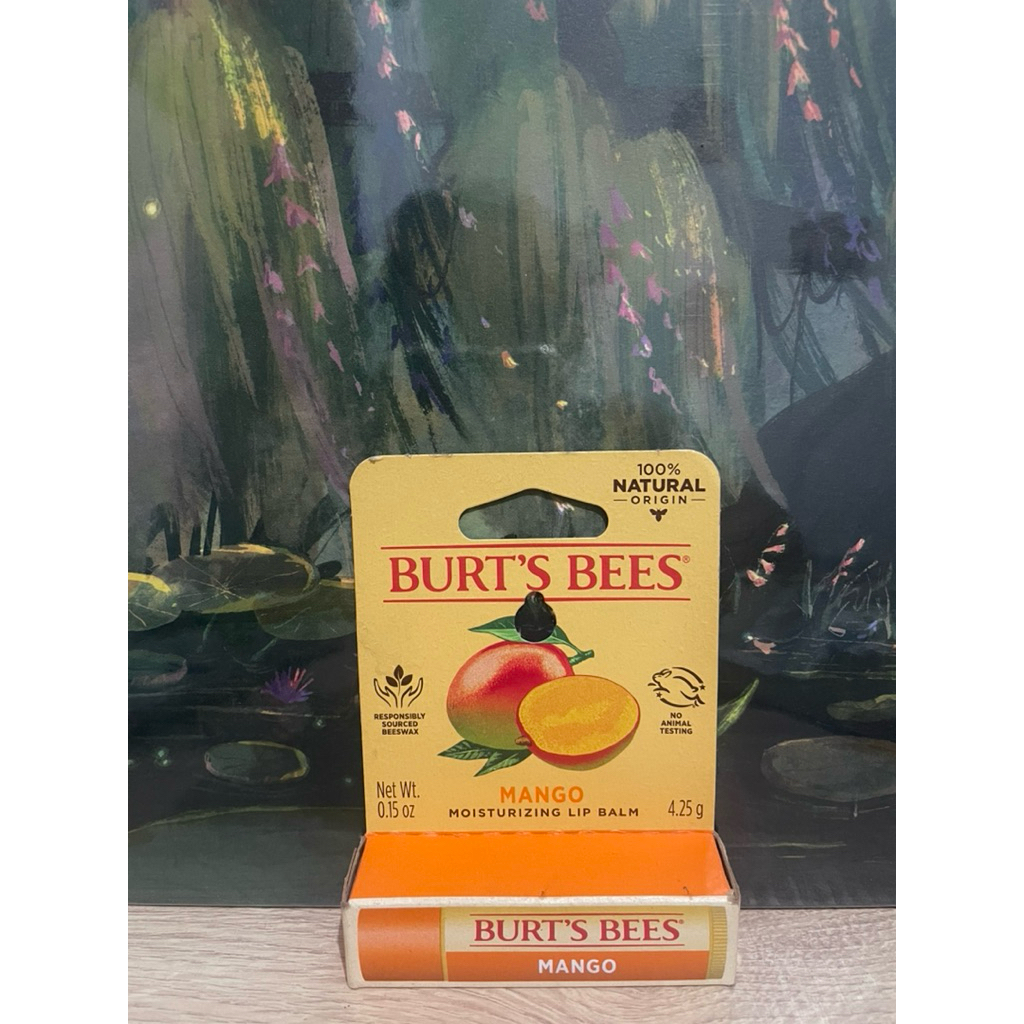 100%
NATURAL
ORIGIN
BURT'S BEES®
RESPONSIBLY
SOURCED
BEESWAX
NO
ANIMAL
TESTING
Net Wt.
0.15 oz
MANGO
MOISTURIZING LIP BALM
4.25 g
BURT'S BEES®
MANGO